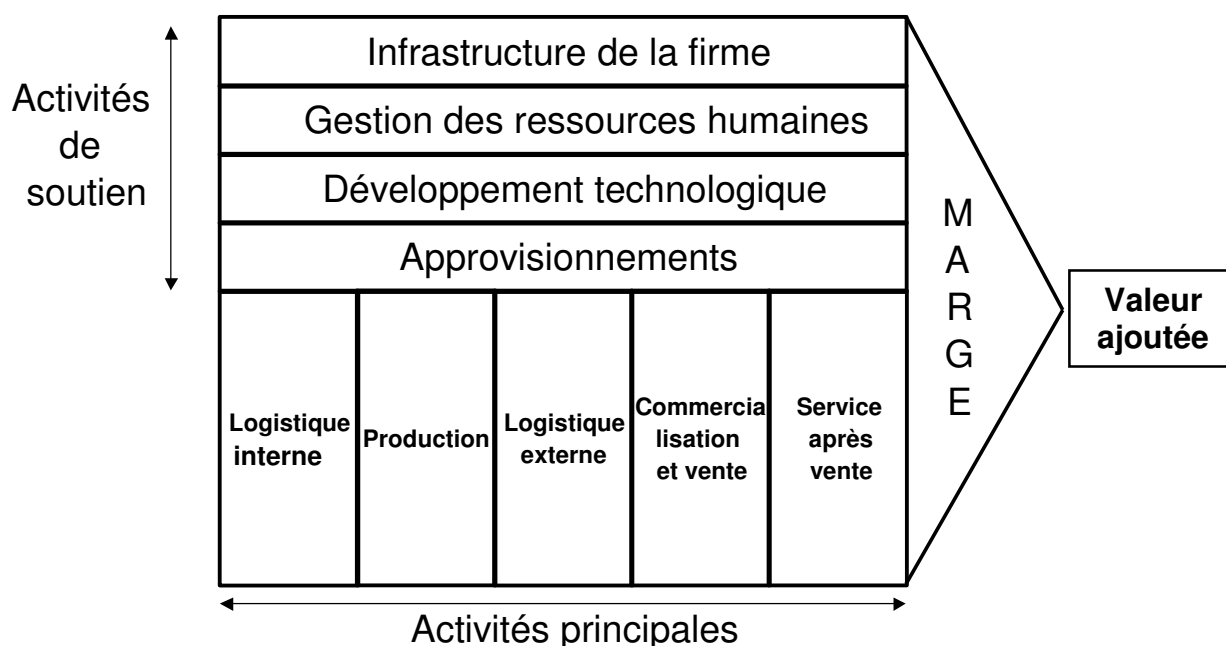 Infrastructure de la firme
Activités
de
soutien
Gestion des ressources humaines
Développement technologique
Approvisionnements
M
A
R
G
E
Valeur
ajoutée
Logistique
interne
Production
Logistique
externe
Commercia
lisation
et vente
Service
après
vente
Activités principales